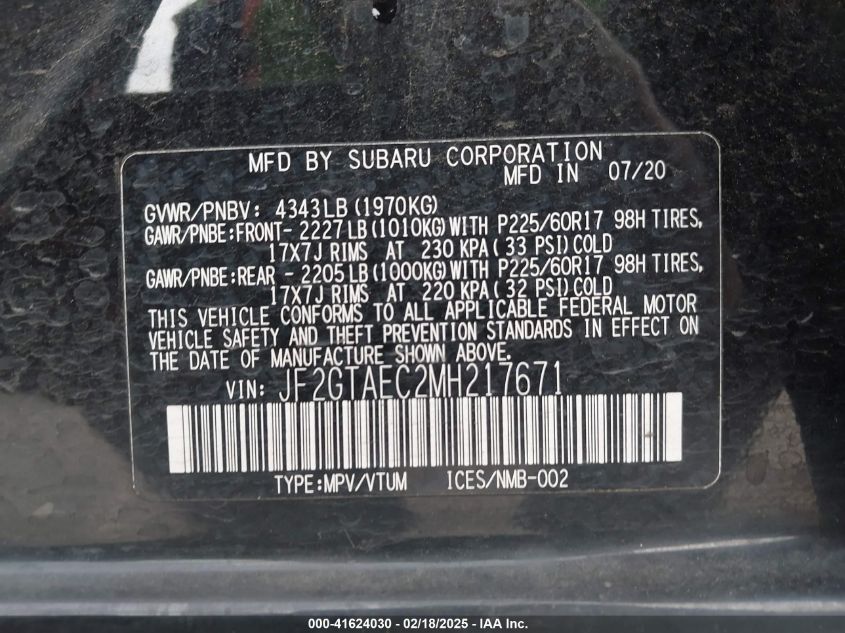 MFD BY SUBARU CORPORATION
MFD IN 07/20
GVWR/PNBV: 4343LB (1970KG)
GAWR/PNBE:FRONT- 2227LB (1010KG) WITH P225/60R17 98H TIRES,
17X7J RIMS AT 230 KPA ( 33 PSI) COLD
GAWR/PNBE:REAR - 2205LB (1000KG) WITH P225/60R17 98H TIRES,
17X7J RIMS AT 220 KPA ( 32 PSI) COLD
THIS VEHICLE CONFORMS TO ALL APPLICABLE FEDERAL MOTOR
VEHICLE SAFETY AND THEFT PREVENTION STANDARDS IN EFFECT ON
THE DATE OF MANUFACTURE SHOWN ABOVE.
VIN: JF2GTAEC2MH217671
TYPE:MPV/VTUM ICES/NMB-002
000-41624030 - 02/18/2025 - IAA Inc.